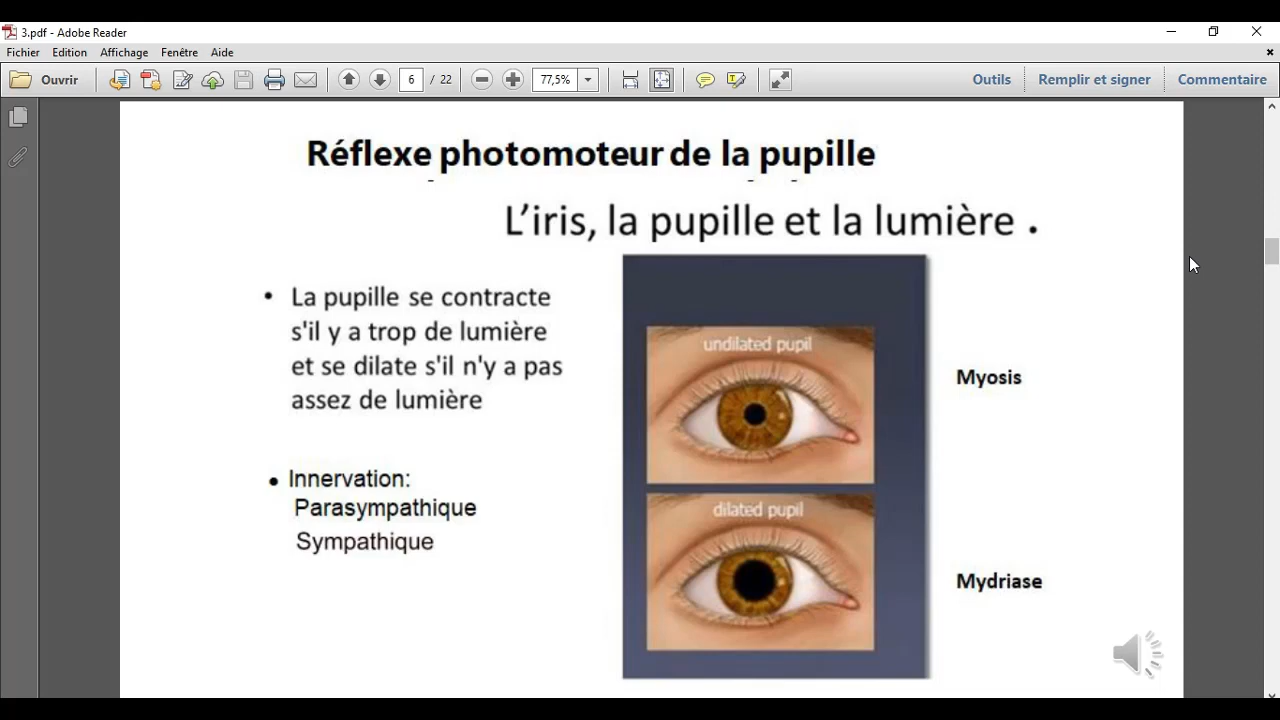 3.pdf - Adobe Reader
Fichier Edition Affichage Fenêtre Aide
Ouvrir 6 / 22 77,5% Outils Remplir et signer Commentaire
Réflexe photomoteur de la pupille
L'iris, la pupille et la lumière .
• La pupille se contracte
s'il y a trop de lumière
et se dilate s'il n'y a pas
assez de lumière
• Innervation:
Parasympathique
Sympathique
undilated pupil
Myosis
dilated pupil
Mydriase